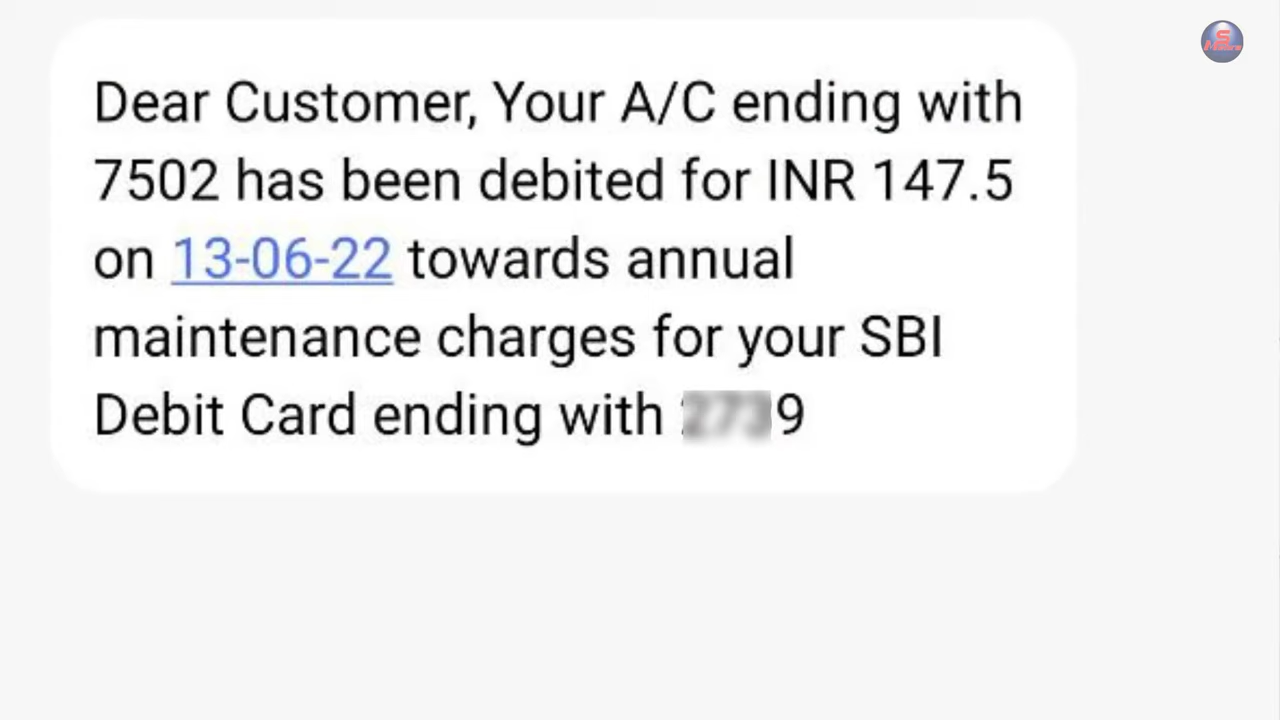 Dear Customer, Your A/C ending with
7502 has been debited for INR 147.5
on 13-06-22 towards annual
maintenance charges for your SBI
Debit Card ending with 9